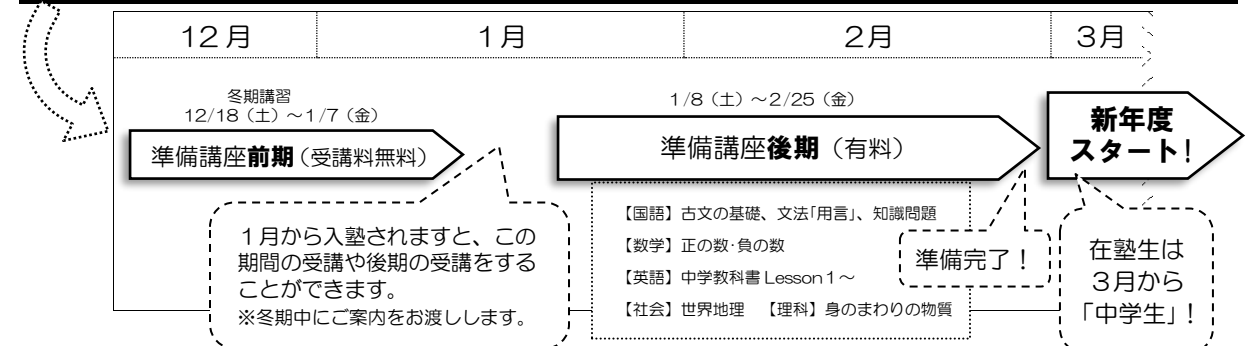 12月
1月
2月
3月
冬期講習
12/18（土）～1/7（金）
準備講座前期（受講料無料）
1/8（土）～2/25（金）
準備講座後期（有料）
新年度
スタート！
１月から入塾されますと、この
期間の受講や後期の受講をする
ことができます。
※冬期中にご案内をお渡しします。
【国語】古文の基礎、文法「用言」、知識問題
【数学】正の数・負の数
【英語】中学教科書 Lesson１～
【社会】世界地理　【理科】身のまわりの物質
準備完了！
在塾生は
３月から
「中学生」！